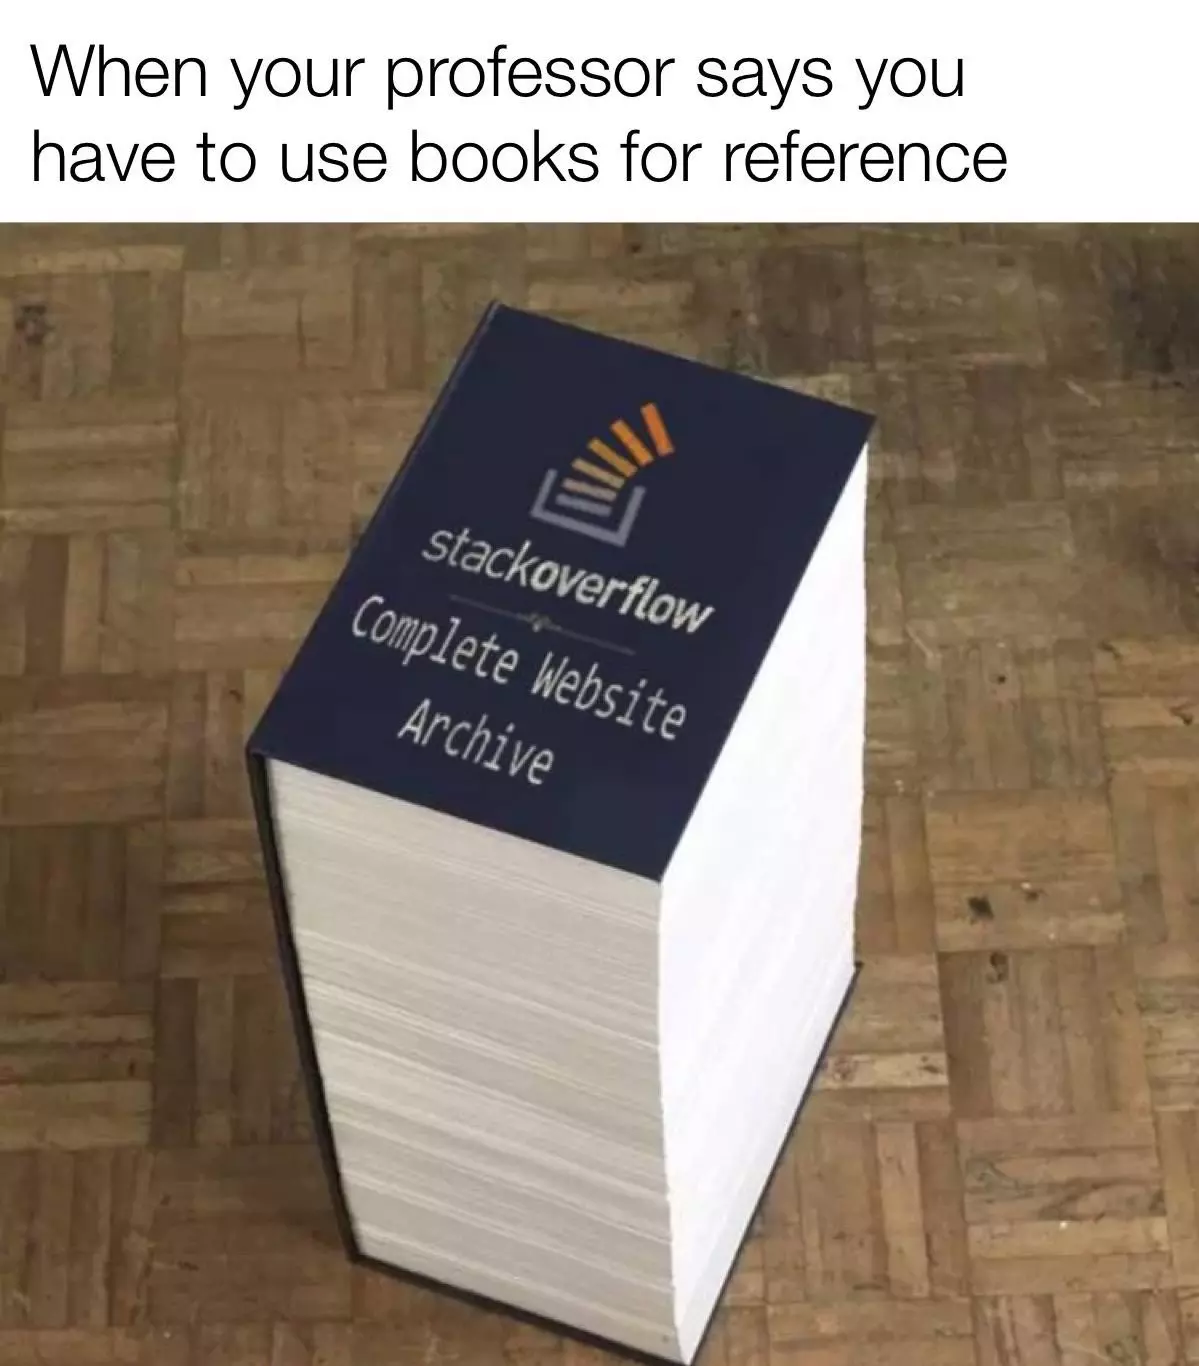 When your professor says you
have to use books for reference
stackoverflow
Complete Website
Archive